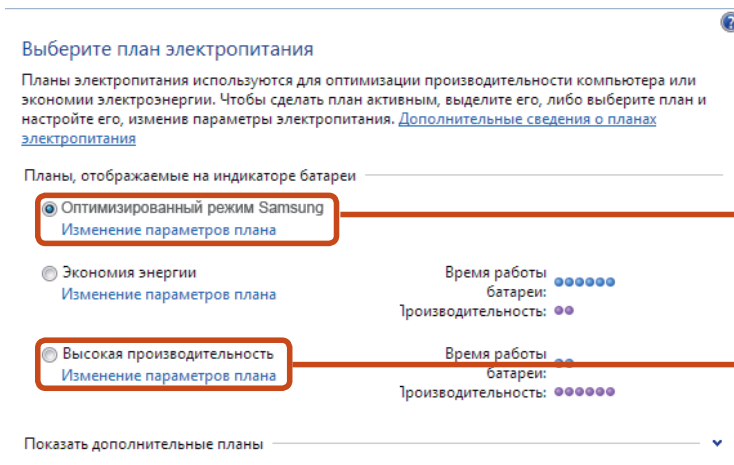 Выберите план электропитания
Планы электропитания используются для оптимизации производительности компьютера или
экономии электроэнергии. Чтобы сделать план активным, выделите его, либо выберите план и
настройте его, изменив параметры электропитания. Дополнительные сведения о планах
электропитания
Планы, отображаемые на индикаторе батареи
Оптимизированный режим Samsung
Изменение параметров плана
Экономия энергии
Время работы
Изменение параметров плана
батареи:
Производительность:
Высокая производительность
Время работы
Изменение параметров плана
батареи:
Производительность:
Показать дополнительные планы